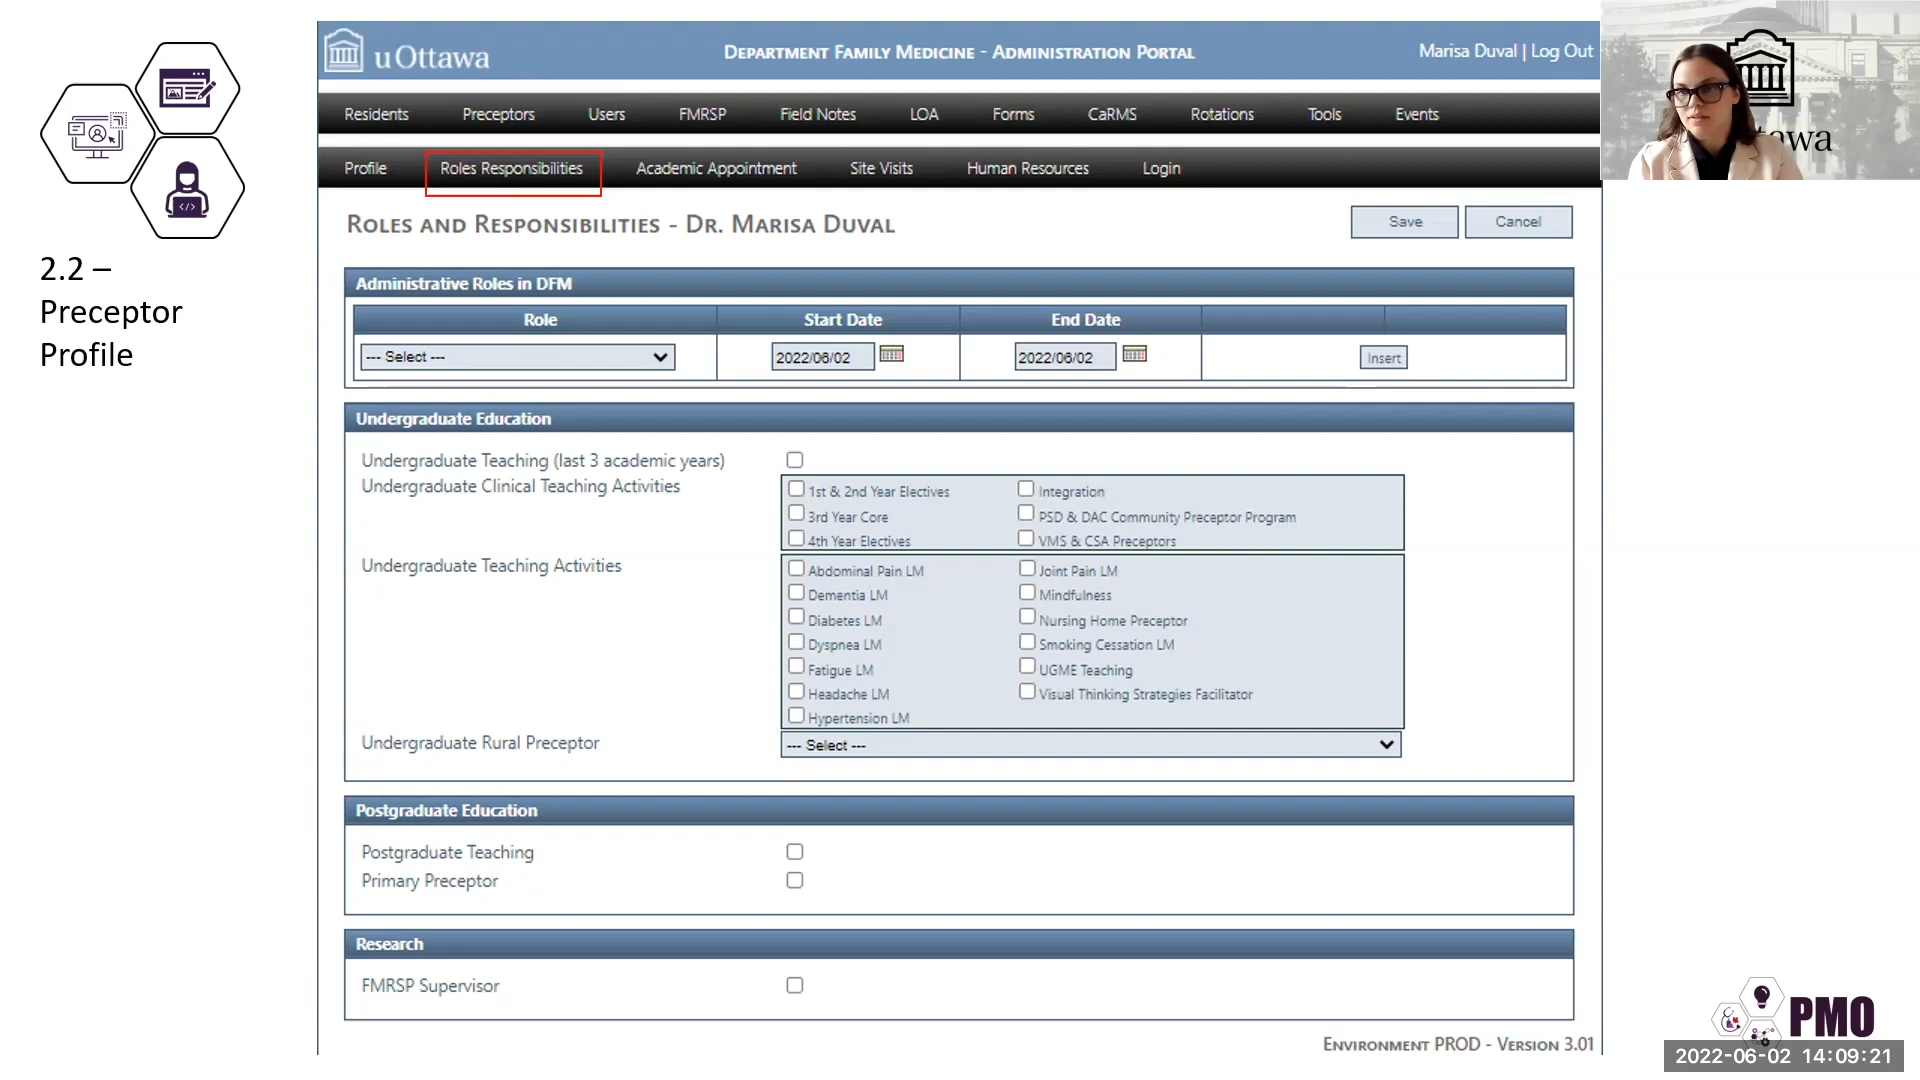 uOttawa
DEPARTMENT FAMILY MEDICINE - ADMINISTRATION PORTAL
Marisa Duval | Log Out
Residents Preceptors Users FMRSP Field Notes LOA Forms CaRMS Rotations Tools Events
Profile Roles Responsibilities Academic Appointment Site Visits Human Resources Login
2.2 –
Preceptor
Profile
ROLES AND RESPONSIBILITIES - DR. MARISA DUVAL
Save Cancel
Administrative Roles in DFM
Role Start Date End Date
--- Select --- 2022/06/02 2022/06/02 Insert
Undergraduate Education
Undergraduate Teaching (last 3 academic years)
Undergraduate Clinical Teaching Activities
1st & 2nd Year Electives Integration
3rd Year Core PSD & DAC Community Preceptor Program
4th Year Electives VMS & CSA Preceptors
Undergraduate Teaching Activities
Abdominal Pain LM Joint Pain LM
Dementia LM Mindfulness
Diabetes LM Nursing Home Preceptor
Dyspnea LM Smoking Cessation LM
Fatigue LM UGME Teaching
Headache LM Visual Thinking Strategies Facilitator
Hypertension LM
Undergraduate Rural Preceptor --- Select ---
Postgraduate Education
Postgraduate Teaching
Primary Preceptor
Research
FMRSP Supervisor
ENVIRONMENT PROD - VERSION 3.01
PMO
2022-06-02 14:09:21